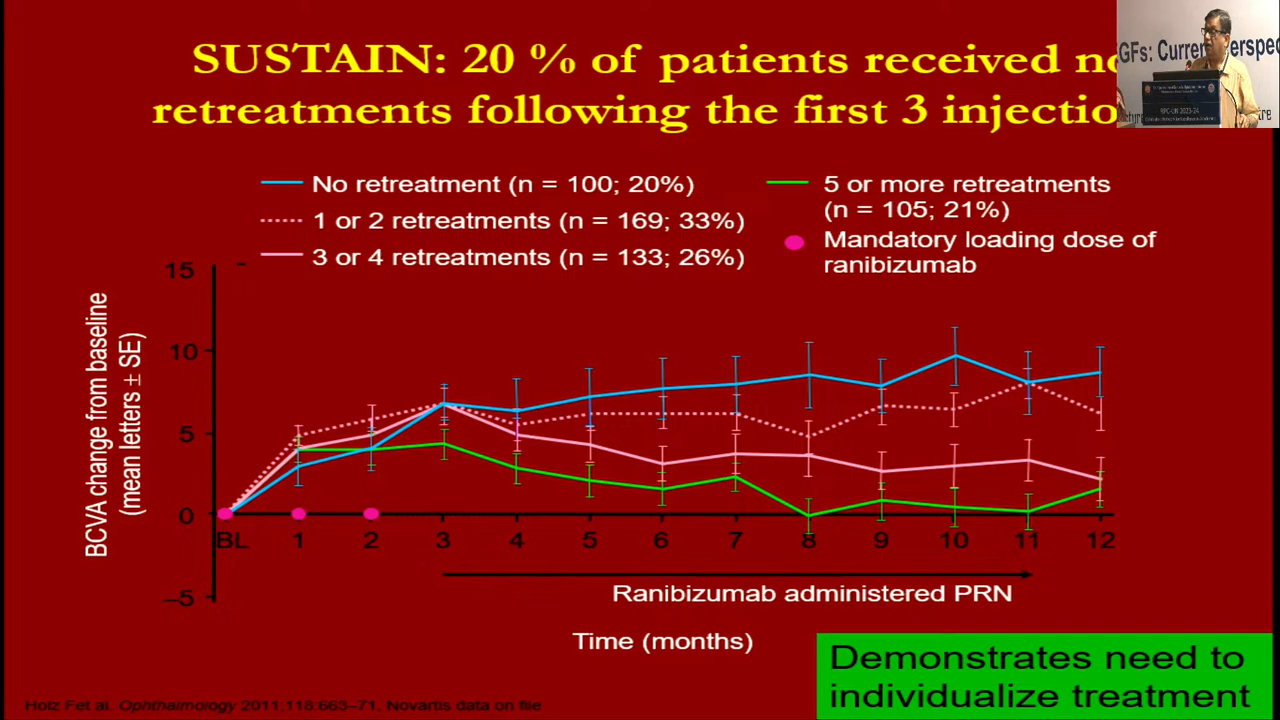 SUSTAIN: 20 % of patients received no
retreatments following the first 3 injectio
GFs: Current Perspec
No retreatment (n = 100; 20%)
1 or 2 retreatments (n = 169; 33%)
3 or 4 retreatments (n = 133; 26%)
5 or more retreatments
(n = 105; 21%)
Mandatory loading dose of
ranibizumab
BCVA change from baseline
(mean letters ± SE)
15
10
5
0
–5
BL 1 2 3 4 5 6 7 8 9 10 11 12
Ranibizumab administered PRN
Time (months)
Demonstrates need to
individualize treatment
Holz F et al. Ophthalmology 2011;118:663–71. Novartis data on file